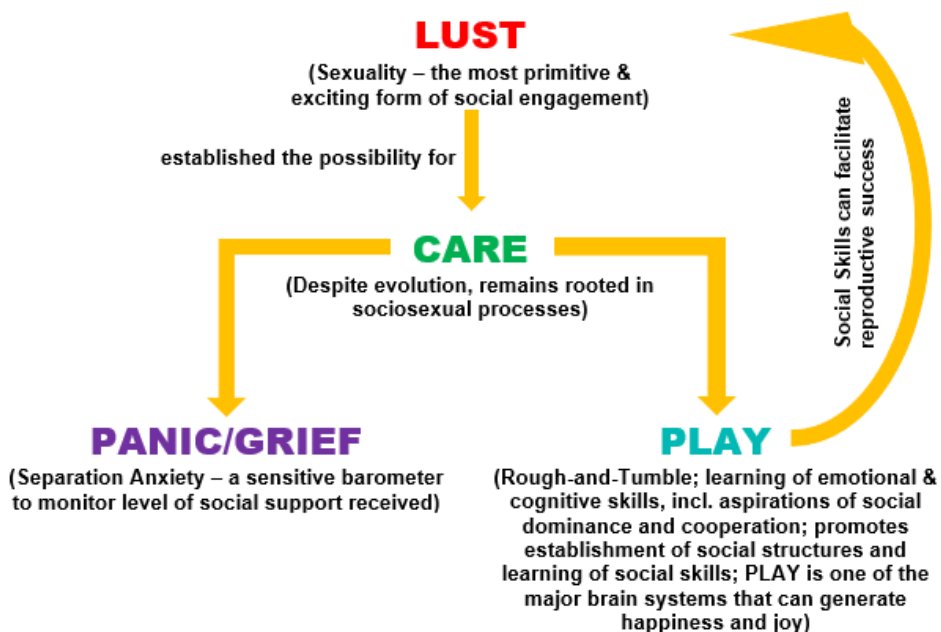 LUST
(Sexuality – the most primitive &
exciting form of social engagement)
established the possibility for
CARE
(Despite evolution, remains rooted in
sociosexual processes)
Social Skills can facilitate
reproductive success
PANIC/GRIEF
(Separation Anxiety – a sensitive barometer
to monitor level of social support received)
PLAY
(Rough-and-Tumble; learning of emotional &
cognitive skills, incl. aspirations of social
dominance and cooperation; promotes
establishment of social structures and
learning of social skills; PLAY is one of the
major brain systems that can generate
happiness and joy)